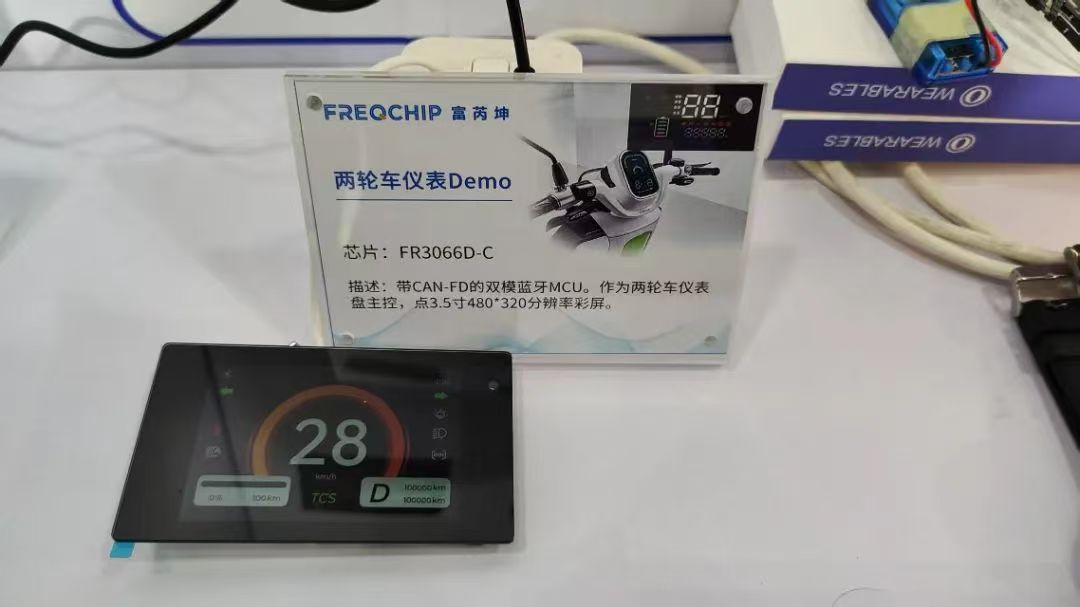 WEARABLES
WEARABLES
FREQCHIP 富芮坤
88
两轮车仪表Demo
芯片：FR3066D-C
描述：带CAN-FD的双模蓝牙MCU。作为两轮车仪表
盘主控，点3.5寸480*320分辨率彩屏。
28
km/h
0% 100km
TCS
D
100000km
100000km